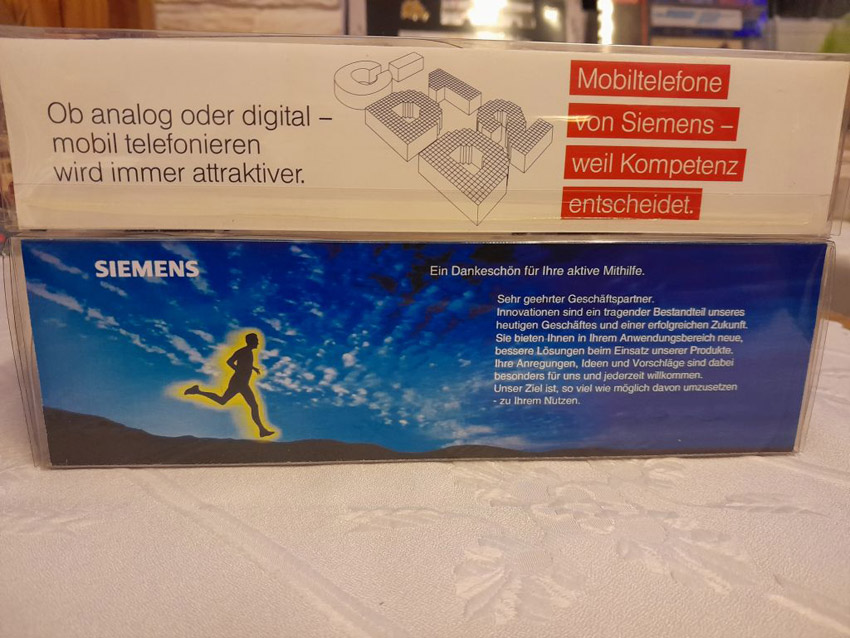 Ob analog oder digital –
mobil telefonieren
wird immer attraktiver.
C
D1
D2
Mobiltelefone
von Siemens –
weil Kompetenz
entscheidet.
SIEMENS
Ein Dankeschön für Ihre aktive Mithilfe.
Sehr geehrter Geschäftspartner.
Innovationen sind ein tragender Bestandteil unseres
heutigen Geschäftes und einer erfolgreichen Zukunft.
Sie bieten Ihnen in Ihrem Anwendungsbereich neue,
bessere Lösungen beim Einsatz unserer Produkte.
Ihre Anregungen, Ideen und Vorschläge sind dabei
besonders für uns und jederzeit willkommen.
Unser Ziel ist, so viel wie möglich davon umzusetzen
- zu Ihrem Nutzen.